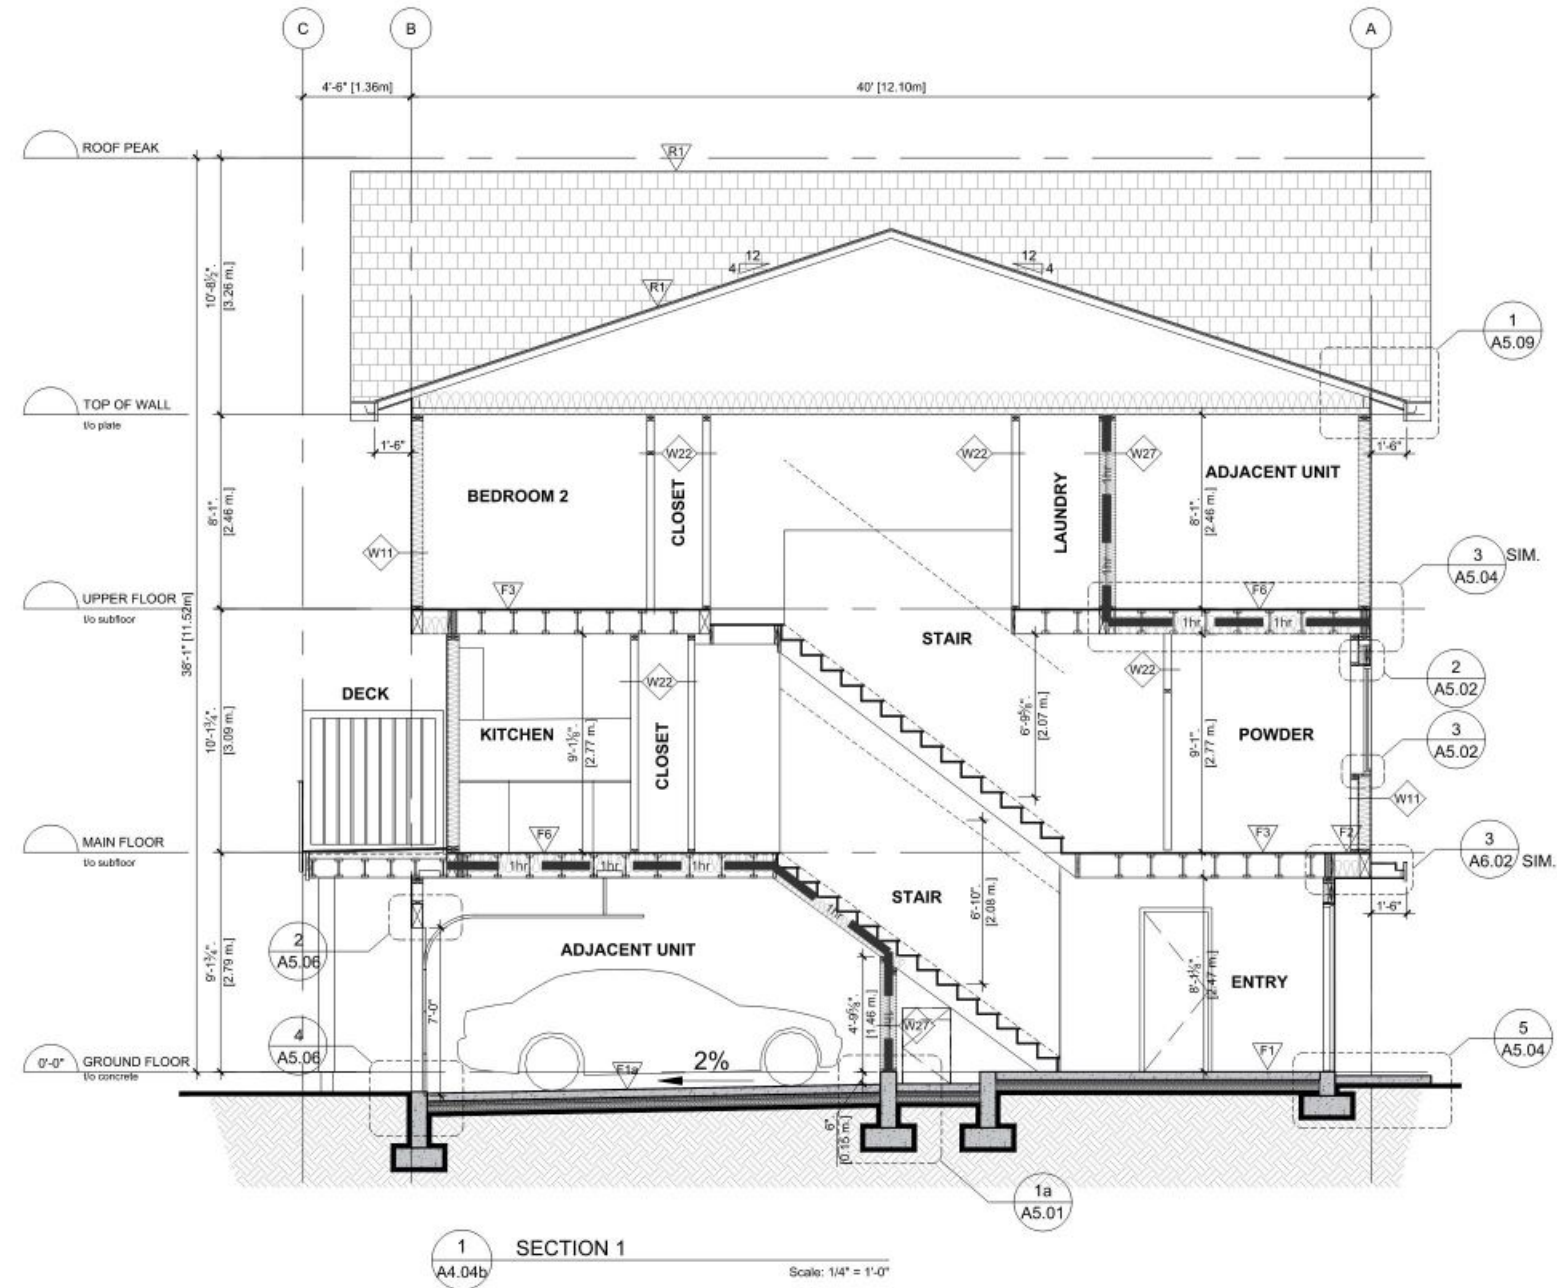 C
B
A
4'-6" [1.36m]
40' [12.10m]
ROOF PEAK
R1
12
4
12
4
R1
10'-8½".
[3.26 m.]
1
A5.09
TOP OF WALL
t/o plate
1'-6"
1'-6"
W22
W22
W27
1hr
ADJACENT UNIT
BEDROOM 2
CLOSET
LAUNDRY
8'-1".
[2.46 m.]
8'-1".
[2.46 m.]
W11
1hr
3
A5.04
SIM.
UPPER FLOOR
t/o subfloor
F3
F6
1hr
1hr
38'-1" [11.52m]
STAIR
W22
W22
2
A5.02
DECK
KITCHEN
CLOSET
POWDER
10'-1¾".
[3.09 m.]
9'-1⅛".
[2.77 m.]
6'-9⅝".
[2.07 m.]
9'-1".
[2.77 m.]
3
A5.02
W11
MAIN FLOOR
t/o subfloor
F6
F3
F2
1hr
1hr
1hr
3
A6.02
SIM.
STAIR
1hr
6'-10".
[2.08 m.]
1'-6"
2
A5.06
ADJACENT UNIT
9'-1¾".
[2.79 m.]
7'-0"
4'-9⅝".
[1.46 m.]
1hr
8'-1⅜".
[2.47 m.]
ENTRY
W27
4
A5.06
5
A5.04
0'-0"
GROUND FLOOR
t/o concrete
F1a
2%
F1
6"
[0.15 m.]
1a
A5.01
1
A4.04b
SECTION 1
Scale: 1/4" = 1'-0"